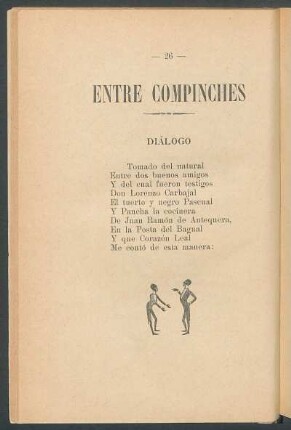 — 26 —
ENTRE COMPINCHES
DIÁLOGO
Tomado del natural
Entre dos buenos amigos
Y del cual fueron testigos
Don Lorenzo Carbajal
El tuerto y negro Pascual
Y Pancha la cocinera
De Juan Ramón de Antequera,
En la Posta del Bagual
Y que Corazón Leal
Me contó de esta manera: